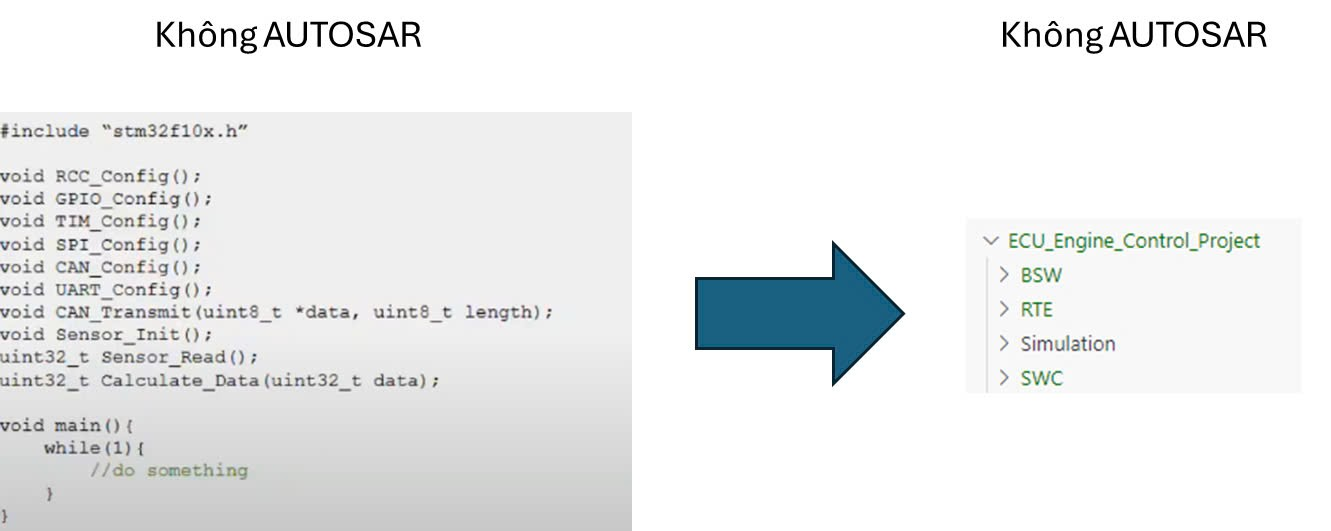 Không AUTOSAR
#include “stm32f10x.h”
void RCC_Config();
void GPIO_Config();
void TIM_Config();
void SPI_Config();
void CAN_Config();
void UART_Config();
void CAN_Transmit(uint8_t *data, uint8_t length);
void Sensor_Init();
uint32_t Sensor_Read();
uint32_t Calculate_Data(uint32_t data);
void main(){
while(1){
//do something
}
}
Không AUTOSAR
ECU_Engine_Control_Project
BSW
RTE
Simulation
SWC